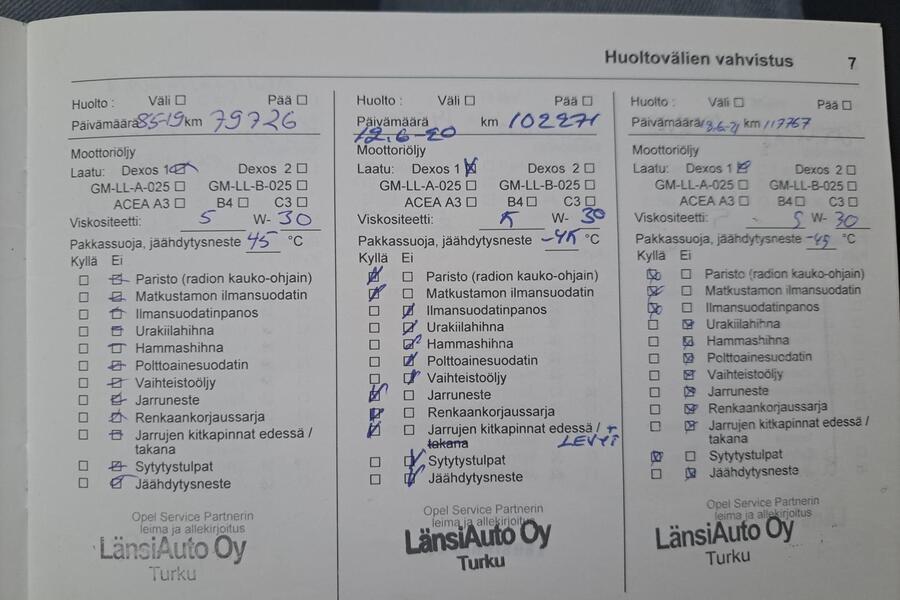 Huoltovälien vahvistus 7
Huolto : Väli ☐ Pää ☐
Päivämäärä 85-19 km 79726
Moottoriöljy
Laatu: Dexos 1 ☑ Dexos 2 ☐
GM-LL-A-025 ☐ GM-LL-B-025 ☐
ACEA A3 ☐ B4 ☐ C3 ☐
Viskositeetti: 5 W- 30
Pakkassuoja, jäähdytysneste 45 °C
Kyllä Ei
☐ ☑ Paristo (radion kauko-ohjain)
☐ ☑ Matkustamon ilmansuodatin
☐ ☑ Ilmansuodatinpanos
☐ ☑ Urakiilahihna
☐ ☑ Hammashihna
☐ ☑ Polttoainesuodatin
☐ ☑ Vaihteistoöljy
☐ ☑ Jarruneste
☐ ☑ Renkaankorjaussarja
☐ ☑ Jarrujen kitkapinnat edessä /
takana
☐ ☑ Sytytystulpat
☐ ☑ Jäähdytysneste
Opel Service Partnerin
leima ja allekirjoitus
LänsiAuto Oy
Turku
Huolto : Väli ☐ Pää ☐
Päivämäärä km 102271
12.6-20
Moottoriöljy
Laatu: Dexos 1 ☑ Dexos 2 ☐
GM-LL-A-025 ☐ GM-LL-B-025 ☐
ACEA A3 ☐ B4 ☐ C3 ☐
Viskositeetti: 5 W- 30
Pakkassuoja, jäähdytysneste -45 °C
Kyllä Ei
☑ ☐ Paristo (radion kauko-ohjain)
☑ ☐ Matkustamon ilmansuodatin
☐ ☑ Ilmansuodatinpanos
☐ ☑ Urakiilahihna
☐ ☑ Hammashihna
☐ ☑ Polttoainesuodatin
☐ ☑ Vaihteistoöljy
☑ ☐ Jarruneste
☑ ☐ Renkaankorjaussarja
☑ ☐ Jarrujen kitkapinnat edessä / +
takana LEVYT
☐ ☑ Sytytystulpat
☐ ☑ Jäähdytysneste
Opel Service Partnerin
leima ja allekirjoitus
LänsiAuto Oy
Turku
Huolto : Väli ☐ Pää ☐
Päivämäärä km 117767
Moottoriöljy
Laatu: Dexos 1 ☑ Dexos 2 ☐
GM-LL-A-025 ☐ GM-LL-B-025 ☐
ACEA A3 ☐ B4 ☐ C3 ☐
Viskositeetti: 5 W- 30
Pakkassuoja, jäähdytysneste -45 °C
Kyllä Ei
☑ ☐ Paristo (radion kauko-ohjain)
☑ ☐ Matkustamon ilmansuodatin
☑ ☐ Ilmansuodatinpanos
☐ ☑ Urakiilahihna
☐ ☑ Hammashihna
☐ ☑ Polttoainesuodatin
☐ ☑ Vaihteistoöljy
☐ ☑ Jarruneste
☐ ☑ Renkaankorjaussarja
☐ ☑ Jarrujen kitkapinnat edessä /
takana
☑ ☐ Sytytystulpat
☐ ☑ Jäähdytysneste
Opel Service Partnerin
leima ja allekirjoitus
LänsiAuto Oy
Turku